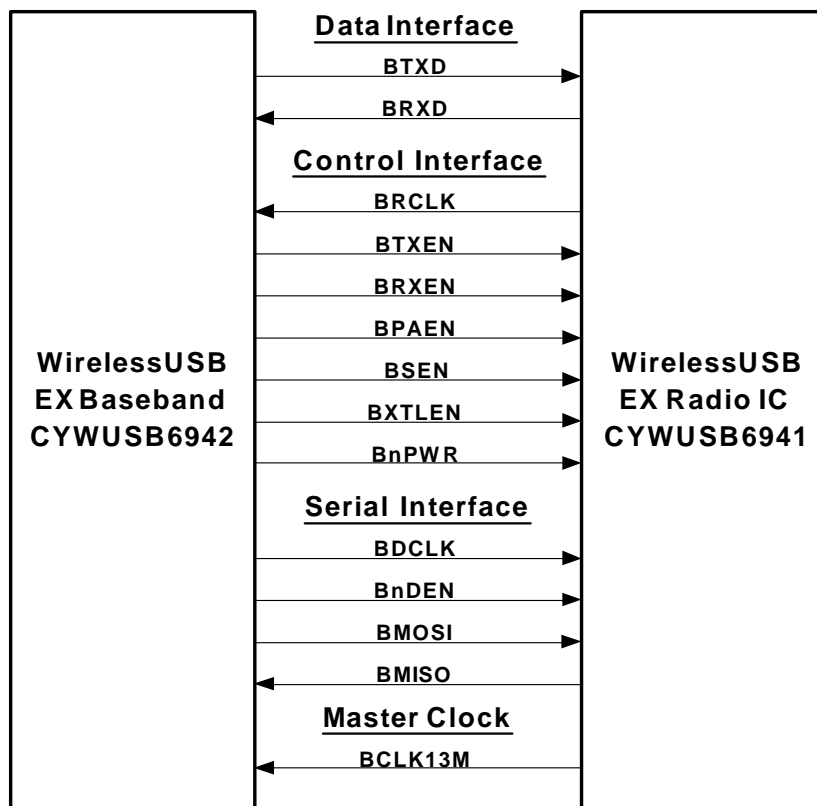 Data Interface
BTXD
BRXD
Control Interface
BRCLK
BTXEN
BRXEN
BPAEN
BSEN
BXTLEN
BnPWR
WirelessUSB
EX Baseband
CYWUSB6942
WirelessUSB
EX Radio IC
CYWUSB6941
Serial Interface
BDCLK
BnDEN
BMOSI
BMISO
Master Clock
BCLK13M